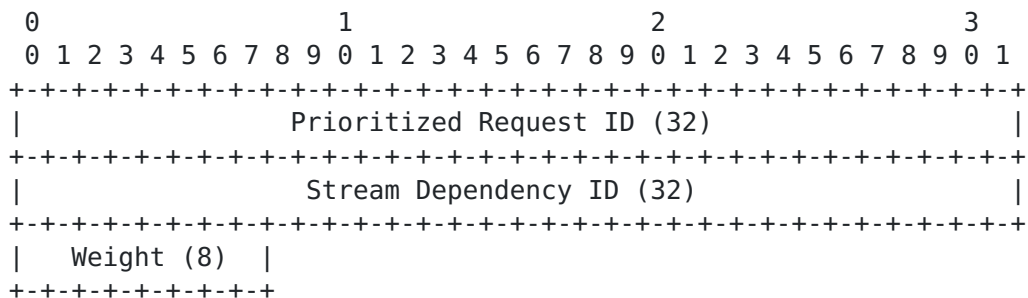 0                   1                   2                   3
 0 1 2 3 4 5 6 7 8 9 0 1 2 3 4 5 6 7 8 9 0 1 2 3 4 5 6 7 8 9 0 1
+-+-+-+-+-+-+-+-+-+-+-+-+-+-+-+-+-+-+-+-+-+-+-+-+-+-+-+-+-+-+-+-+
|                 Prioritized Request ID (32)                   |
+-+-+-+-+-+-+-+-+-+-+-+-+-+-+-+-+-+-+-+-+-+-+-+-+-+-+-+-+-+-+-+-+
|                  Stream Dependency ID (32)                    |
+-+-+-+-+-+-+-+-+-+-+-+-+-+-+-+-+-+-+-+-+-+-+-+-+-+-+-+-+-+-+-+-+
|   Weight (8)  |
+-+-+-+-+-+-+-+-+